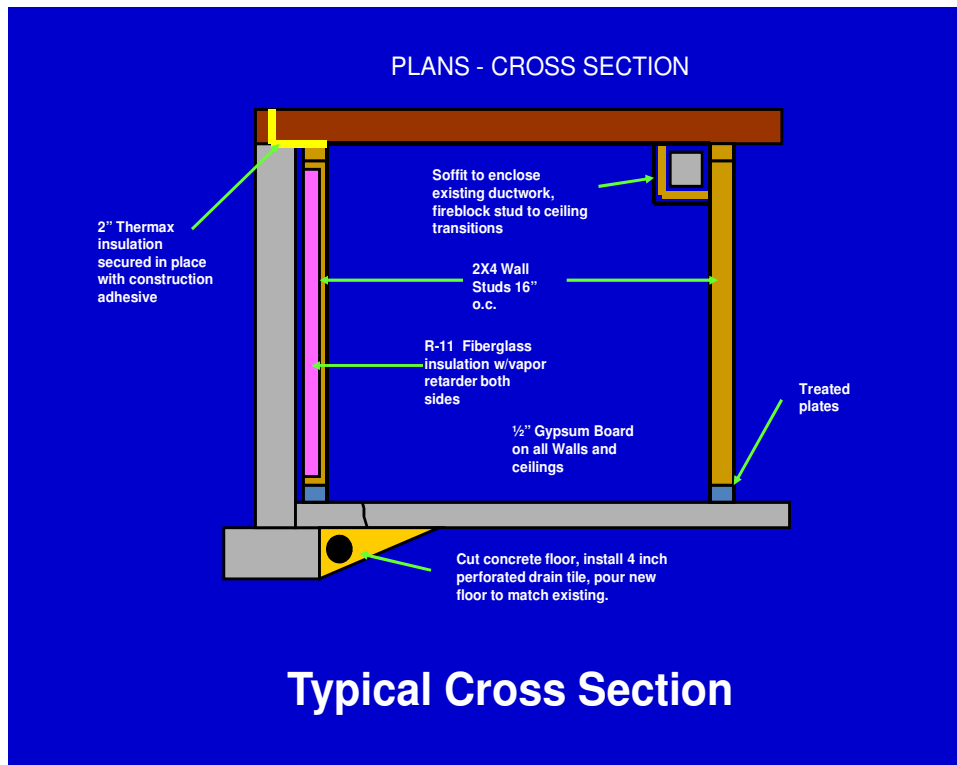 PLANS - CROSS SECTION
Soffit to enclose
existing ductwork,
fireblock stud to ceiling
transitions
2” Thermax
insulation
secured in place
with construction
adhesive
2X4 Wall
Studs 16”
o.c.
R-11 Fiberglass
insulation w/vapor
retarder both
sides
Treated
plates
½” Gypsum Board
on all Walls and
ceilings
Cut concrete floor, install 4 inch
perforated drain tile, pour new
floor to match existing.
Typical Cross Section